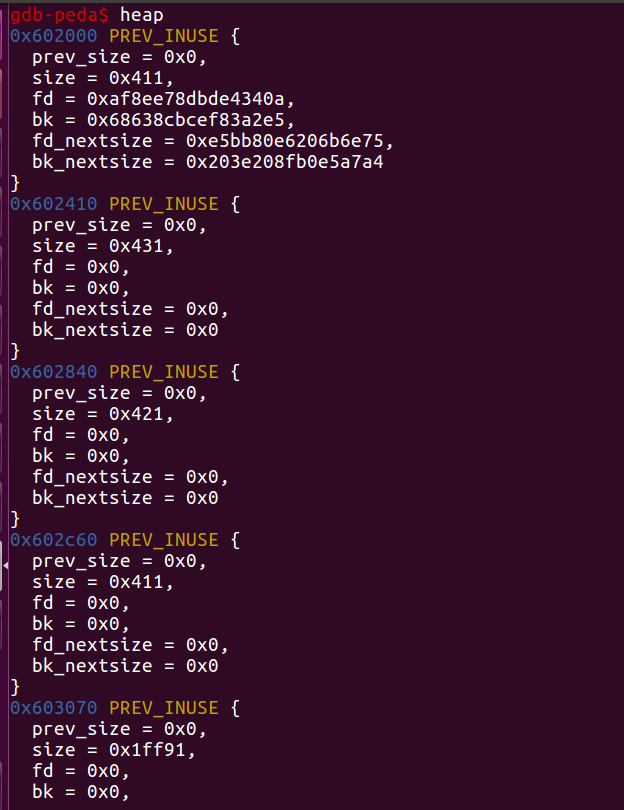 gdb-peda$ heap
0x602000 PREV_INUSE {
  prev_size = 0x0,
  size = 0x411,
  fd = 0xaf8ee78dbde4340a,
  bk = 0x68638cbcef83a2e5,
  fd_nextsize = 0xe5bb80e6206b6e75,
  bk_nextsize = 0x203e208fb0e5a7a4
}
0x602410 PREV_INUSE {
  prev_size = 0x0,
  size = 0x431,
  fd = 0x0,
  bk = 0x0,
  fd_nextsize = 0x0,
  bk_nextsize = 0x0
}
0x602840 PREV_INUSE {
  prev_size = 0x0,
  size = 0x421,
  fd = 0x0,
  bk = 0x0,
  fd_nextsize = 0x0,
  bk_nextsize = 0x0
}
0x602c60 PREV_INUSE {
  prev_size = 0x0,
  size = 0x411,
  fd = 0x0,
  bk = 0x0,
  fd_nextsize = 0x0,
  bk_nextsize = 0x0
}
0x603070 PREV_INUSE {
  prev_size = 0x0,
  size = 0x1ff91,
  fd = 0x0,
  bk = 0x0,